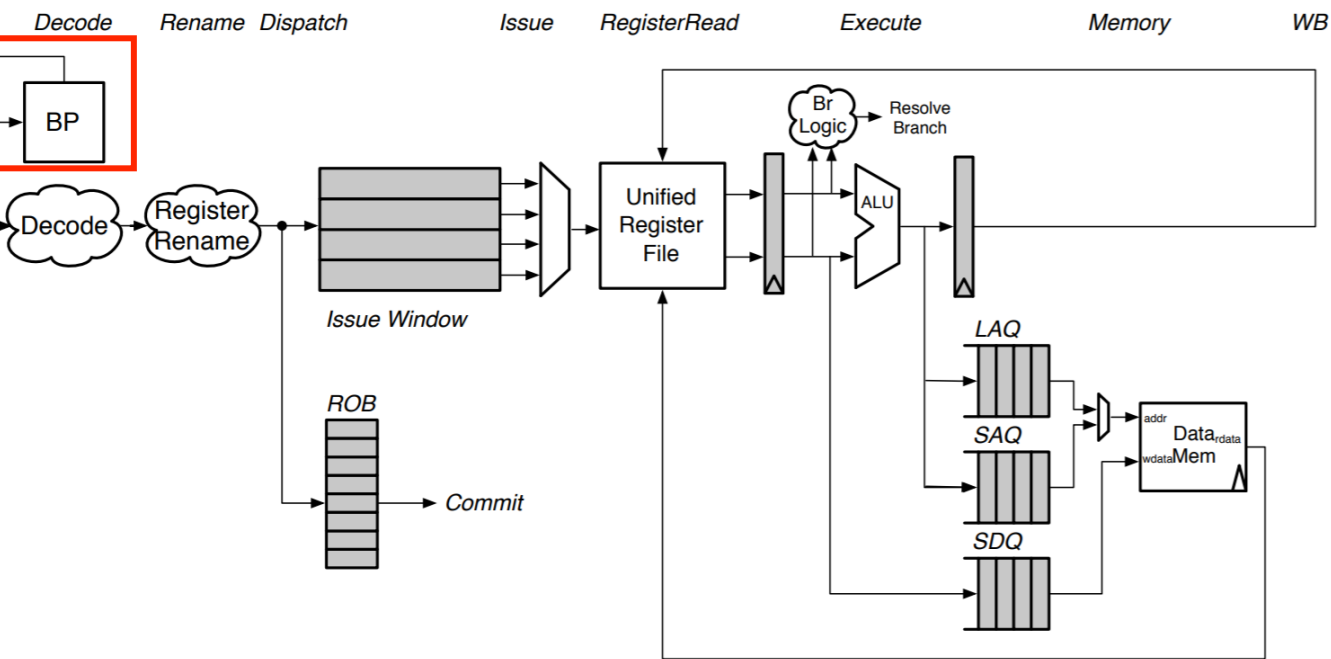 Decode Rename Dispatch Issue RegisterRead Execute Memory WB
BP
Br
Logic
Resolve
Branch
Decode
Register
Rename
Unified
Register
File
ALU
Issue Window
LAQ
ROB
SAQ
addr
Data rdata
wdata Mem
Commit
SDQ